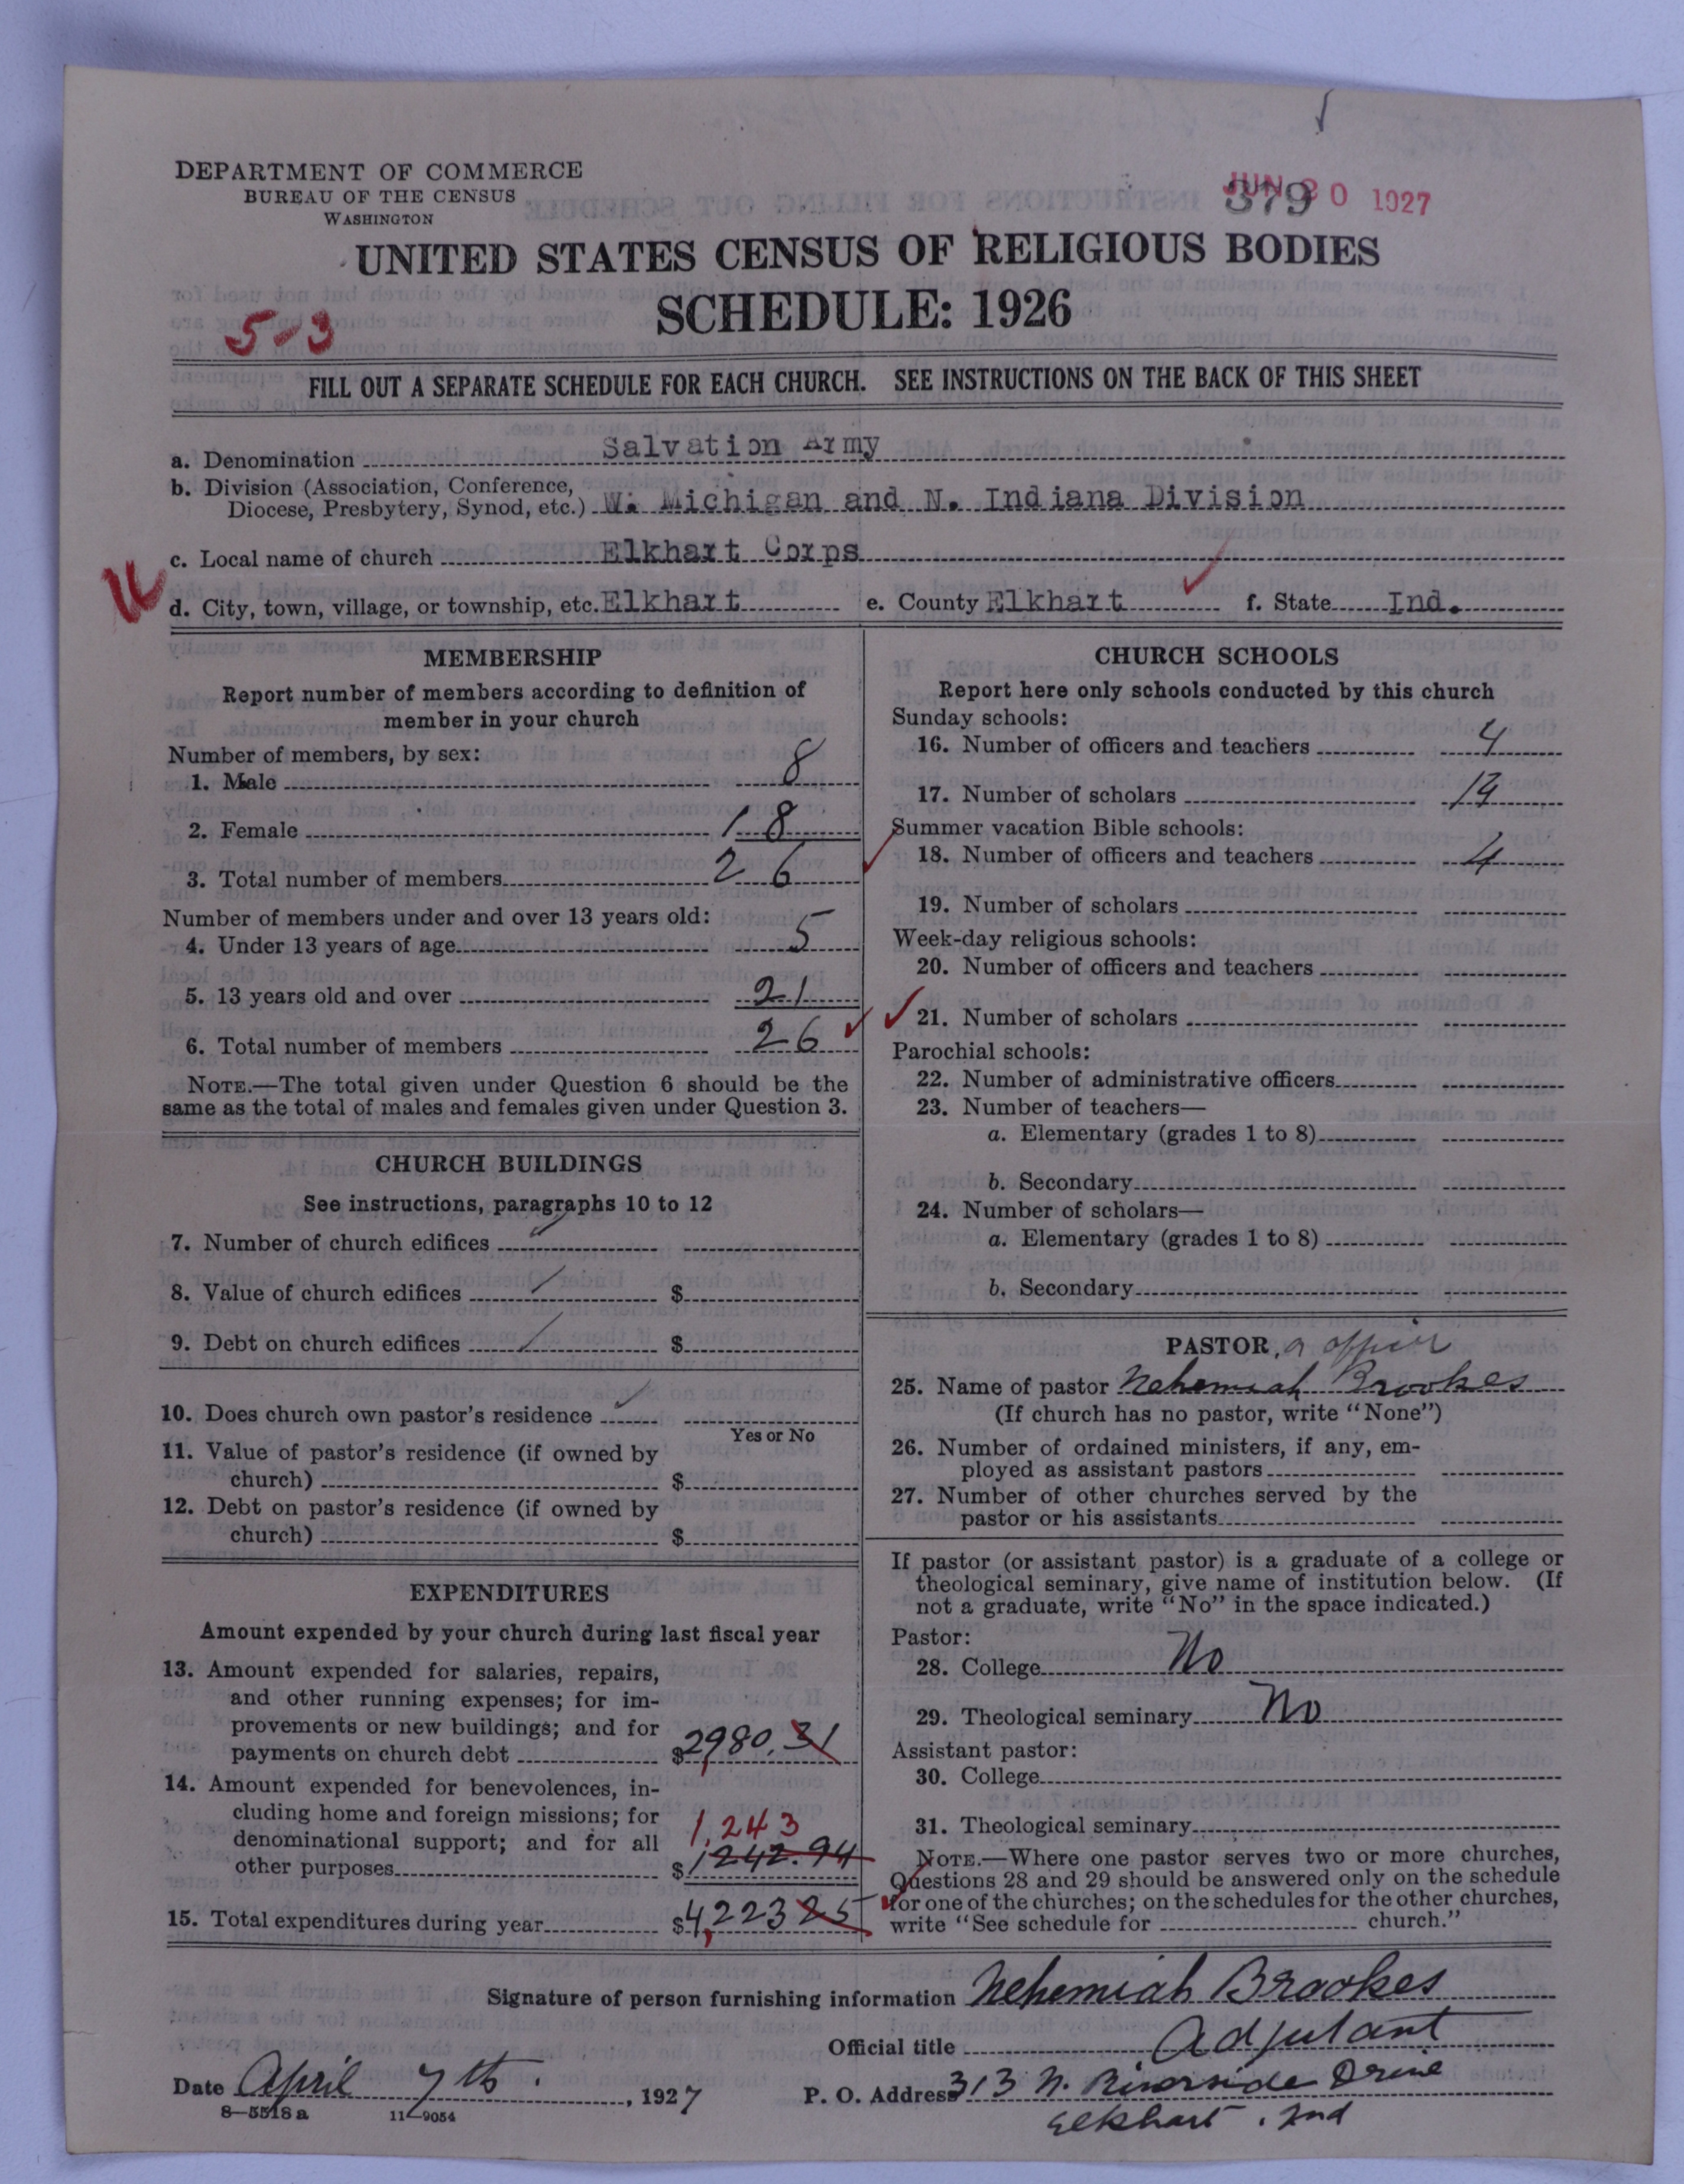 DEPARTMENT OF COMMERCE
BUREAU OF THE CENSUS
WASHINGTON
379
JUN 20 1927
UNITED STATES CENSUS OF RELIGIOUS BODIES
SCHEDULE: 1926
5-3
FILL OUT A SEPARATE SCHEDULE FOR EACH CHURCH. SEE INSTRUCTIONS ON THE BACK OF THIS SHEET
a. Denomination Salvation Army
b. Division (Association, Conference,
Diocese, Presbytery, Synod, etc.) W. Michigan and N. Indiana Division
c. Local name of church Elkhart Corps
d. City, town, village, or township, etc. Elkhart e. County Elkhart f. State Ind.
MEMBERSHIP
Report number of members according to definition of
member in your church
Number of members, by sex:
1. Male 8
2. Female 18
3. Total number of members 26
Number of members under and over 13 years old:
4. Under 13 years of age 5
5. 13 years old and over 21
6. Total number of members 26
NOTE.—The total given under Question 6 should be the
same as the total of males and females given under Question 3.
CHURCH BUILDINGS
See instructions, paragraphs 10 to 12
7. Number of church edifices
8. Value of church edifices $
9. Debt on church edifices $
10. Does church own pastor's residence
Yes or No
11. Value of pastor's residence (if owned by
church) $
12. Debt on pastor's residence (if owned by
church) $
EXPENDITURES
Amount expended by your church during last fiscal year
13. Amount expended for salaries, repairs,
and other running expenses; for im-
provements or new buildings; and for
payments on church debt $2,980.31
14. Amount expended for benevolences, in-
cluding home and foreign missions; for
denominational support; and for all 1,243
other purposes $1242.94
15. Total expenditures during year $4,223 25
CHURCH SCHOOLS
Report here only schools conducted by this church
Sunday schools:
16. Number of officers and teachers 4
17. Number of scholars 14
Summer vacation Bible schools:
18. Number of officers and teachers 4
19. Number of scholars
Week-day religious schools:
20. Number of officers and teachers
21. Number of scholars
Parochial schools:
22. Number of administrative officers
23. Number of teachers—
a. Elementary (grades 1 to 8)
b. Secondary
24. Number of scholars—
a. Elementary (grades 1 to 8)
b. Secondary
PASTOR,
25. Name of pastor Nehemiah Brookes
(If church has no pastor, write "None")
26. Number of ordained ministers, if any, em-
ployed as assistant pastors
27. Number of other churches served by the
pastor or his assistants
If pastor (or assistant pastor) is a graduate of a college or
theological seminary, give name of institution below. (If
not a graduate, write "No" in the space indicated.)
Pastor:
28. College No
29. Theological seminary No
Assistant pastor:
30. College
31. Theological seminary
NOTE.—Where one pastor serves two or more churches,
Questions 28 and 29 should be answered only on the schedule
for one of the churches; on the schedules for the other churches,
write "See schedule for church."
Signature of person furnishing information Nehemiah Brookes
Official title Adjutant
Date April 7th. , 1927 P. O. Address 313 N. Riverside Drive
8—5518a 11—9054 Elkhart. Ind